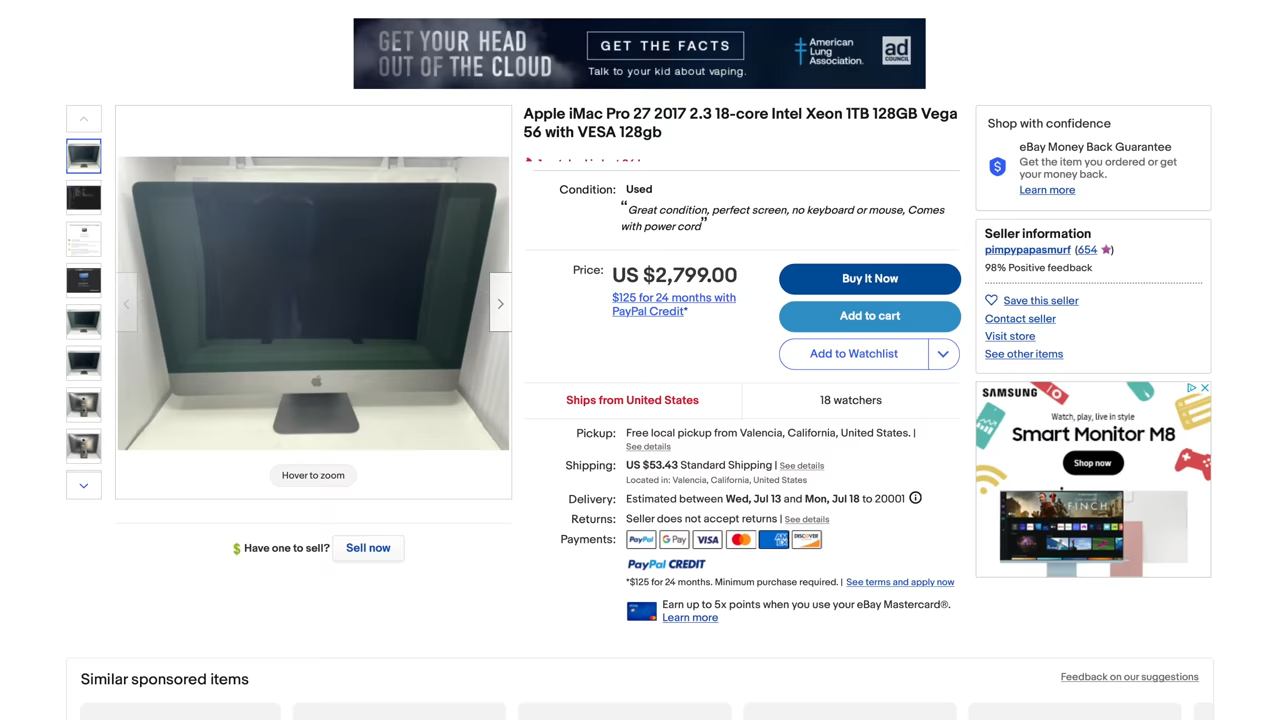 GET YOUR HEAD
OUT OF THE CLOUD
GET THE FACTS
Talk to your kid about vaping.
American
Lung
Association.
ad
COUNCIL
Apple iMac Pro 27 2017 2.3 18-core Intel Xeon 1TB 128GB Vega
56 with VESA 128gb
Condition: Used
“Great condition, perfect screen, no keyboard or mouse, Comes
with power cord”
Price: US $2,799.00
$125 for 24 months with
PayPal Credit*
Buy It Now
Add to cart
Add to Watchlist
Ships from United States
18 watchers
Pickup: Free local pickup from Valencia, California, United States. |
See details
Shipping: US $53.43 Standard Shipping | See details
Located in: Valencia, California, United States
Delivery: Estimated between Wed, Jul 13 and Mon, Jul 18 to 20001
Returns: Seller does not accept returns | See details
Payments: PayPal G Pay VISA AMEX DISCOVER
PayPal CREDIT
*$125 for 24 months. Minimum purchase required. | See terms and apply now
Earn up to 5x points when you use your eBay Mastercard®.
Learn more
Hover to zoom
Have one to sell? Sell now
Shop with confidence
eBay Money Back Guarantee
Get the item you ordered or get
your money back.
Learn more
Seller information
pimpypapasmurf (654)
98% Positive feedback
Save this seller
Contact seller
Visit store
See other items
SAMSUNG
Watch, play, live in style
Smart Monitor M8
Shop now
FINCH
Similar sponsored items
Feedback on our suggestions